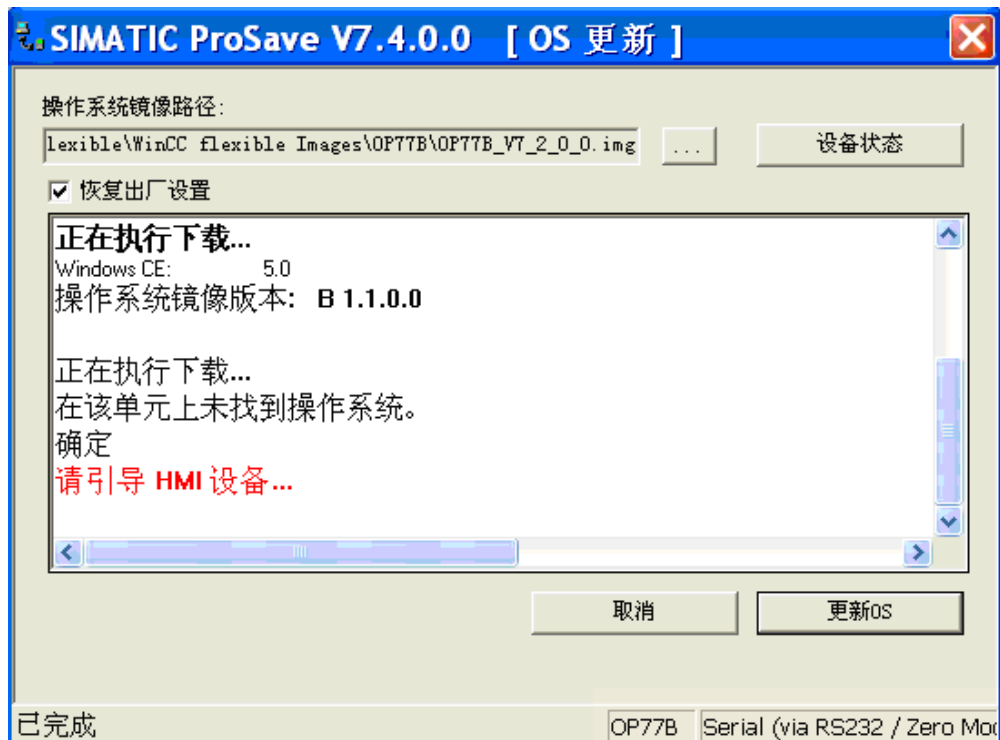 SIMATIC ProSave V7.4.0.0 [ OS 更新 ]
操作系统镜像路径:
lexible\WinCC flexible Images\OP77B\OP77B_V7_2_0_0.img
...
设备状态
恢复出厂设置
正在执行下载...
Windows CE: 5.0
操作系统镜像版本: B 1.1.0.0
正在执行下载...
在该单元上未找到操作系统。
确定
请引导 HMI 设备...
取消
更新OS
已完成
OP77B
Serial (via RS232 / Zero Mo